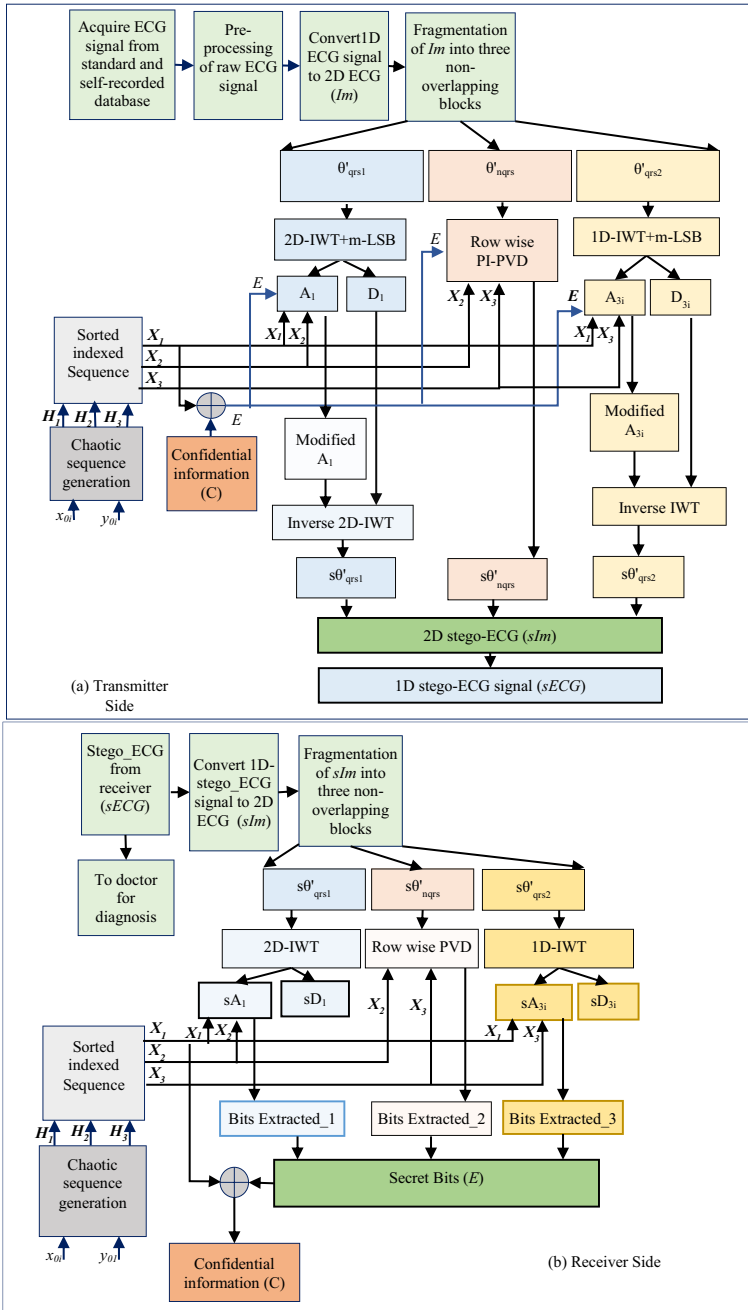 Acquire ECG
signal from
standard and
self-recorded
database
Pre-
processing
of raw ECG
signal
Convert1D
ECG signal
to 2D ECG
(Im)
Fragmentation
of Im into three
non-
overlapping
blocks
θ'qrs1
θ'nqrs
θ'qrs2
2D-IWT+m-LSB
Row wise
PI-PVD
1D-IWT+m-LSB
E
E
E
A1
D1
A3i
D3i
X1
X2
X2
X3
X1
X3
Sorted
indexed
Sequence
X1
X2
X3
E
H1
H2
H3
Chaotic
sequence
generation
x0i
y0i
Confidential
information
(C)
Modified
A1
Modified
A3i
Inverse 2D-IWT
Inverse IWT
sθ'qrs1
sθ'nqrs
sθ'qrs2
2D stego-ECG (sIm)
1D stego-ECG signal (sECG)
(a) Transmitter
Side
Stego_ECG
from
receiver
(sECG)
Convert 1D-
stego_ECG
signal to 2D
ECG (sIm)
Fragmentation
of sIm into
three non-
overlapping
blocks
To doctor
for
diagnosis
sθ'qrs1
sθ'nqrs
sθ'qrs2
2D-IWT
Row wise PVD
1D-IWT
sA1
sD1
sA3i
sD3i
X1
X2
X2
X3
X1
X3
Sorted
indexed
Sequence
X1
X2
X3
H1
H2
H3
Chaotic
sequence
generation
x0i
y01
Bits Extracted_1
Bits Extracted_2
Bits Extracted_3
Secret Bits (E)
Confidential
information (C)
(b) Receiver Side